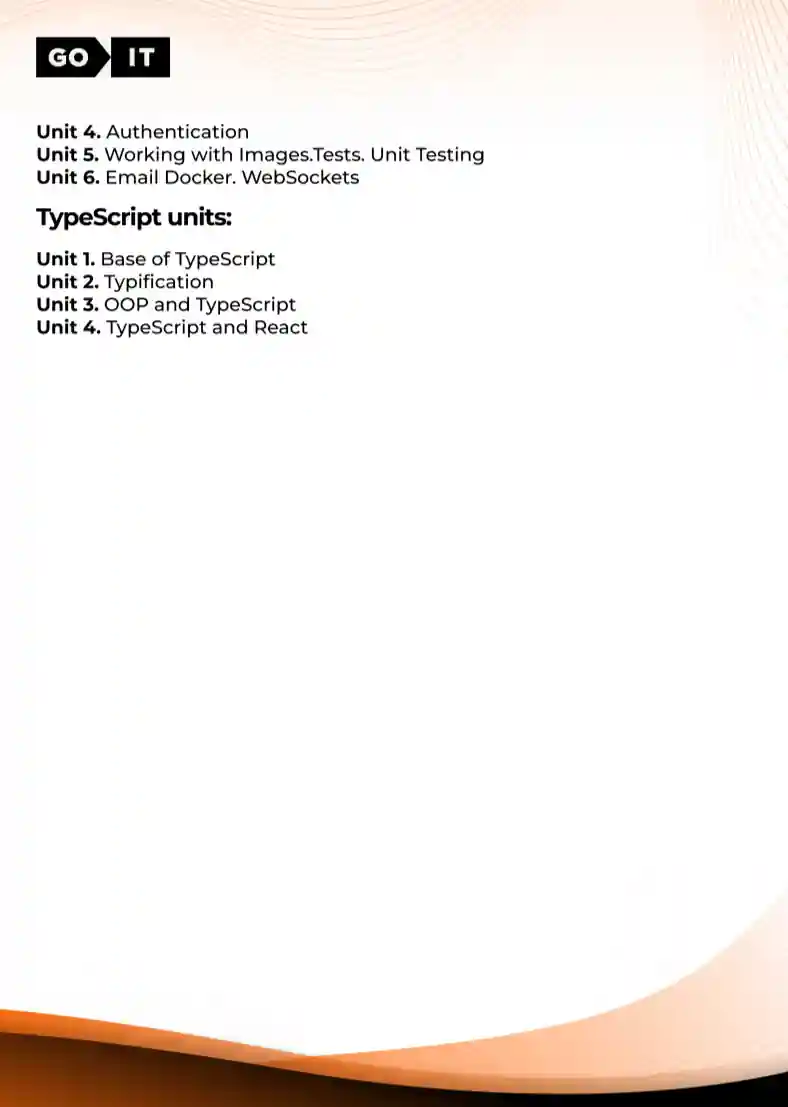 GO IT
Unit 4. Authentication
Unit 5. Working with Images.Tests. Unit Testing
Unit 6. Email Docker. WebSockets
TypeScript units:
Unit 1. Base of TypeScript
Unit 2. Typification
Unit 3. OOP and TypeScript
Unit 4. TypeScript and React